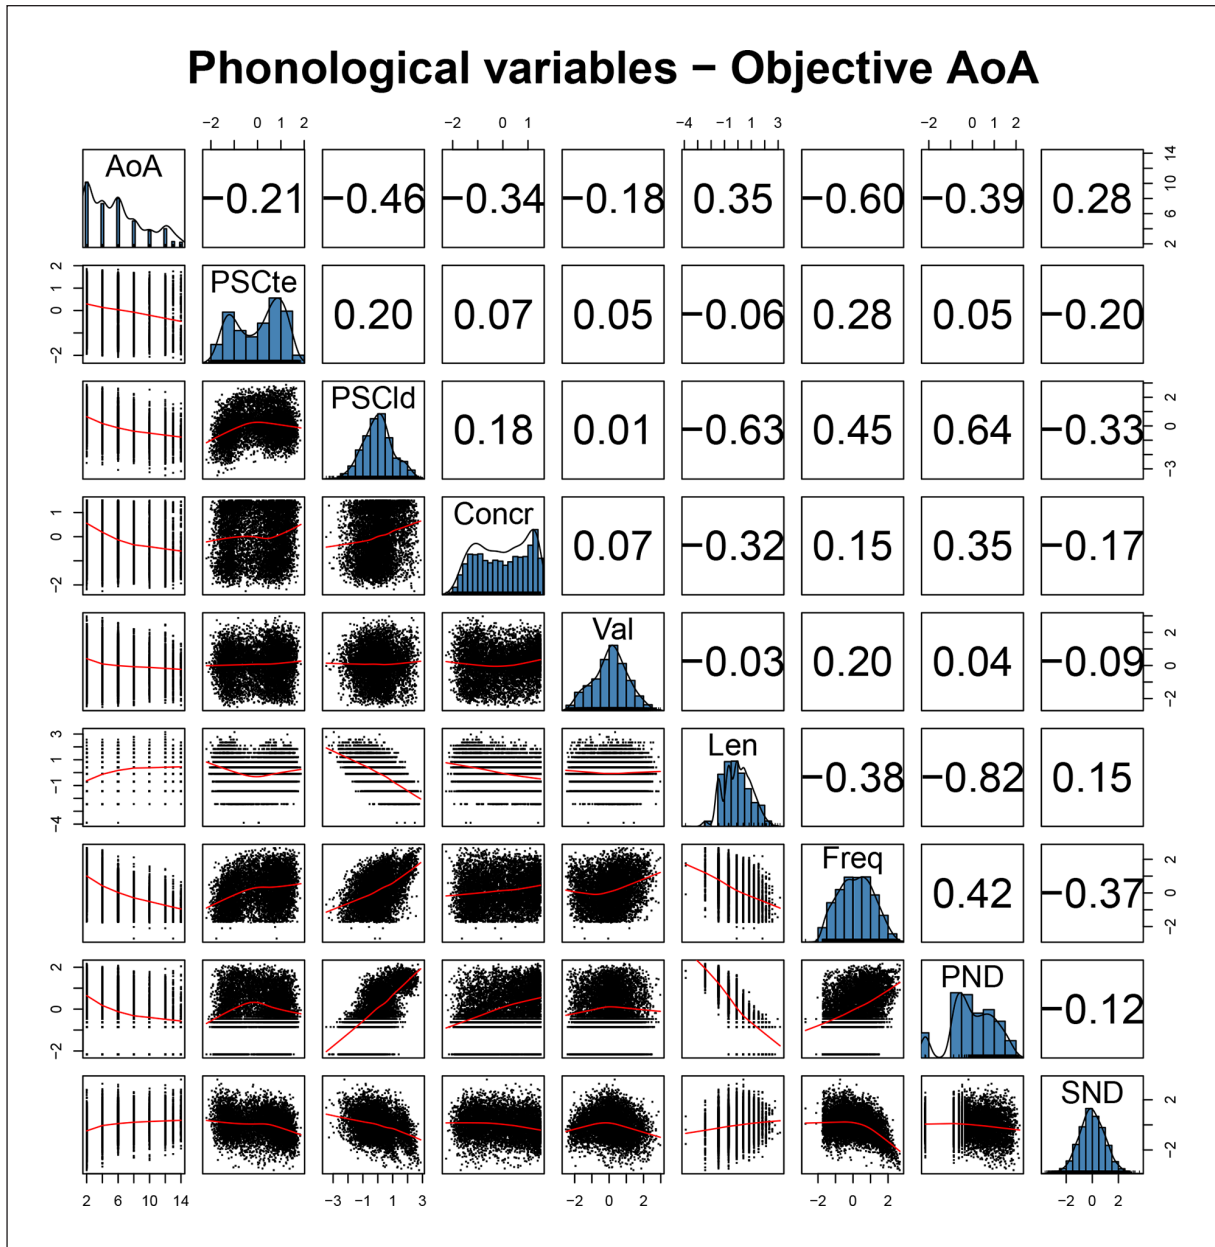 Phonological variables − Objective AoA
−2 0 1 2 −2 0 1 −4 −1 1 3 −2 0 1 2
AoA −0.21 −0.46 −0.34 −0.18 0.35 −0.60 −0.39 0.28 2 6 10 14
−2 0 1 2 PSCte 0.20 0.07 0.05 −0.06 0.28 0.05 −0.20
PSCld 0.18 0.01 −0.63 0.45 0.64 −0.33 −3 0 2
−2 0 1 Concr 0.07 −0.32 0.15 0.35 −0.17
Val −0.03 0.20 0.04 −0.09 −2 0 2
−4 −1 1 3 Len −0.38 −0.82 0.15
Freq 0.42 −0.37 −2 0 2
−2 0 2 PND −0.12
SND −2 2
2 6 10 14 −3 −1 1 3 −2 0 2 −2 0 2 −2 0 2